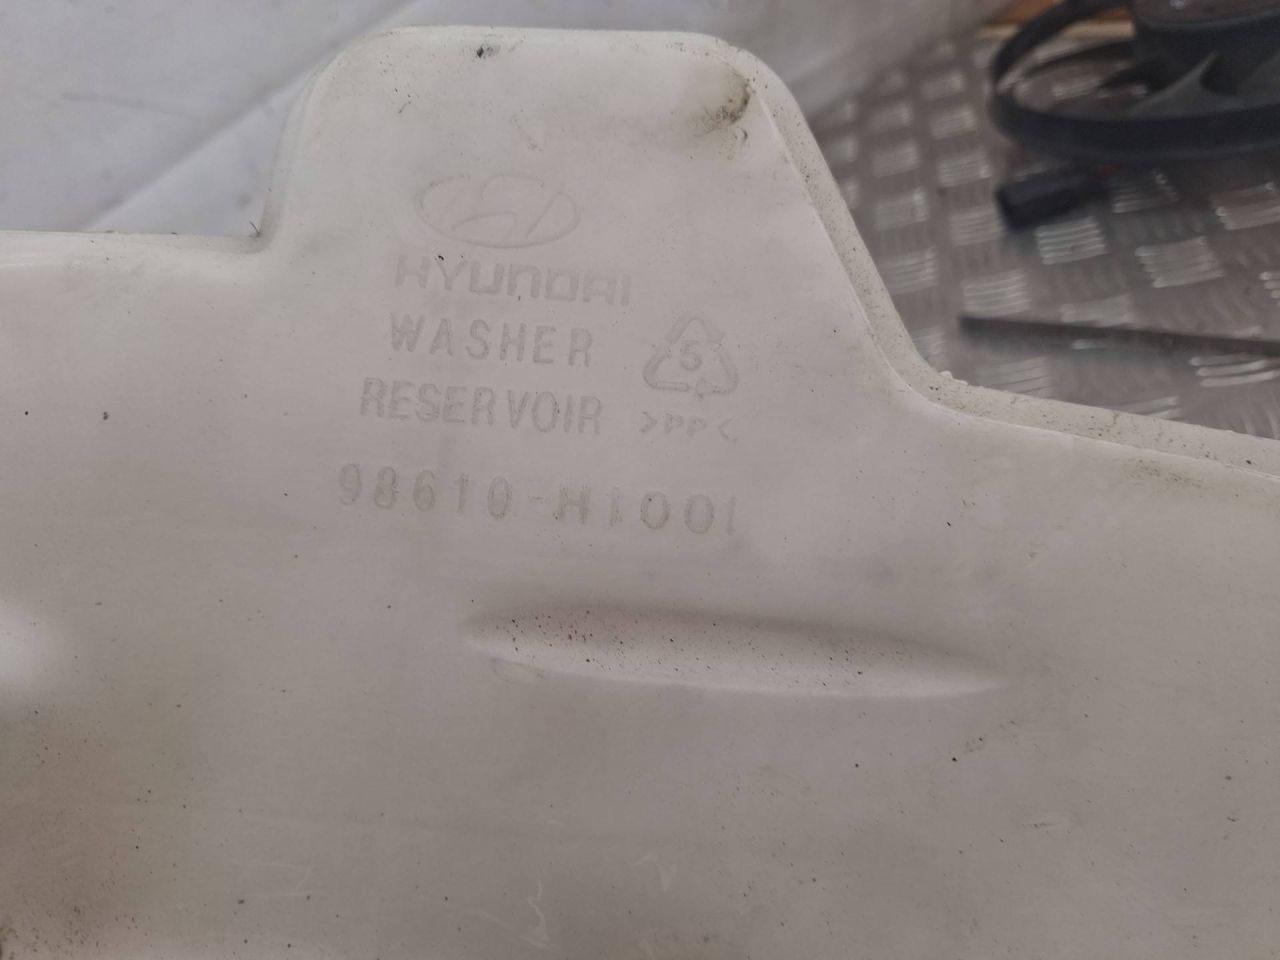 HYUNDAI
WASHER
RESERVOIR
5
>PP<
98610-H1001